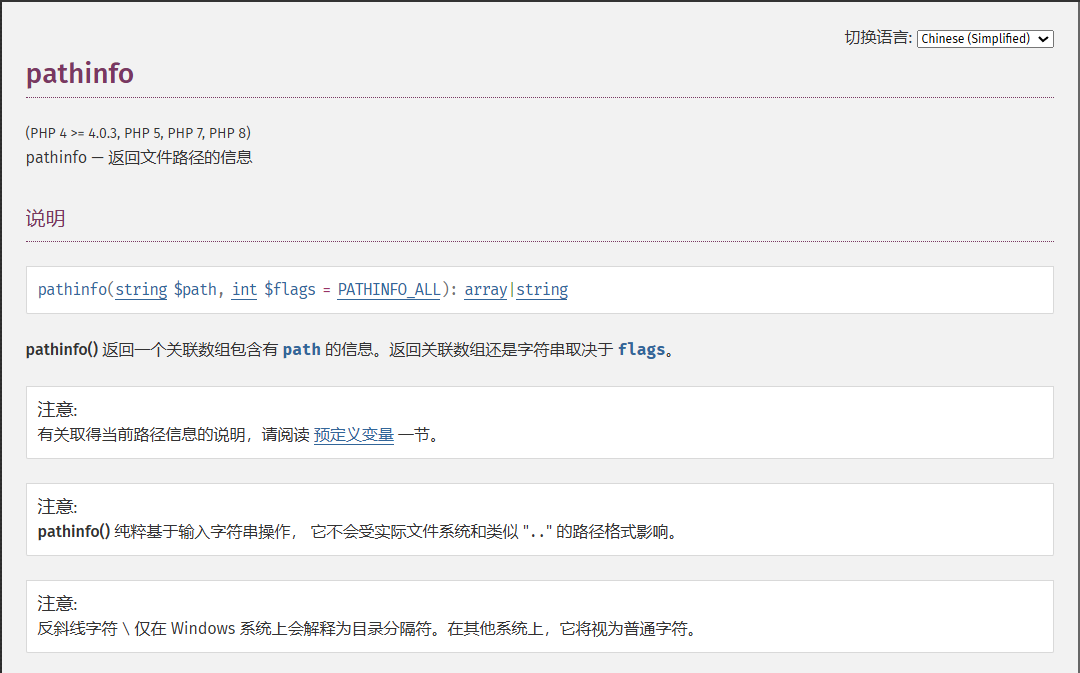 切换语言: Chinese (Simplified)
pathinfo
(PHP 4 >= 4.0.3, PHP 5, PHP 7, PHP 8)
pathinfo — 返回文件路径的信息
说明
pathinfo(string $path, int $flags = PATHINFO_ALL): array|string
pathinfo() 返回一个关联数组包含有 path 的信息。返回关联数组还是字符串取决于 flags。
注意:
有关取得当前路径信息的说明，请阅读 预定义变量 一节。
注意:
pathinfo() 纯粹基于输入字符串操作， 它不会受实际文件系统和类似 ".." 的路径格式影响。
注意:
反斜线字符 \ 仅在 Windows 系统上会解释为目录分隔符。在其他系统上，它将视为普通字符。